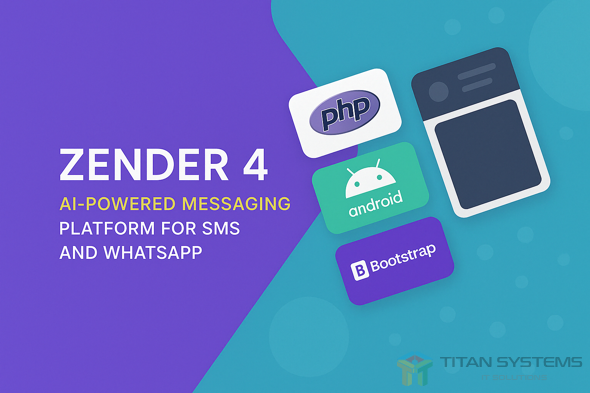 ZENDER 4
AI-POWERED MESSAGING
PLATFORM FOR SMS
AND WHATSAPP
php
android
B Bootstrap
TITAN SYSTEMS